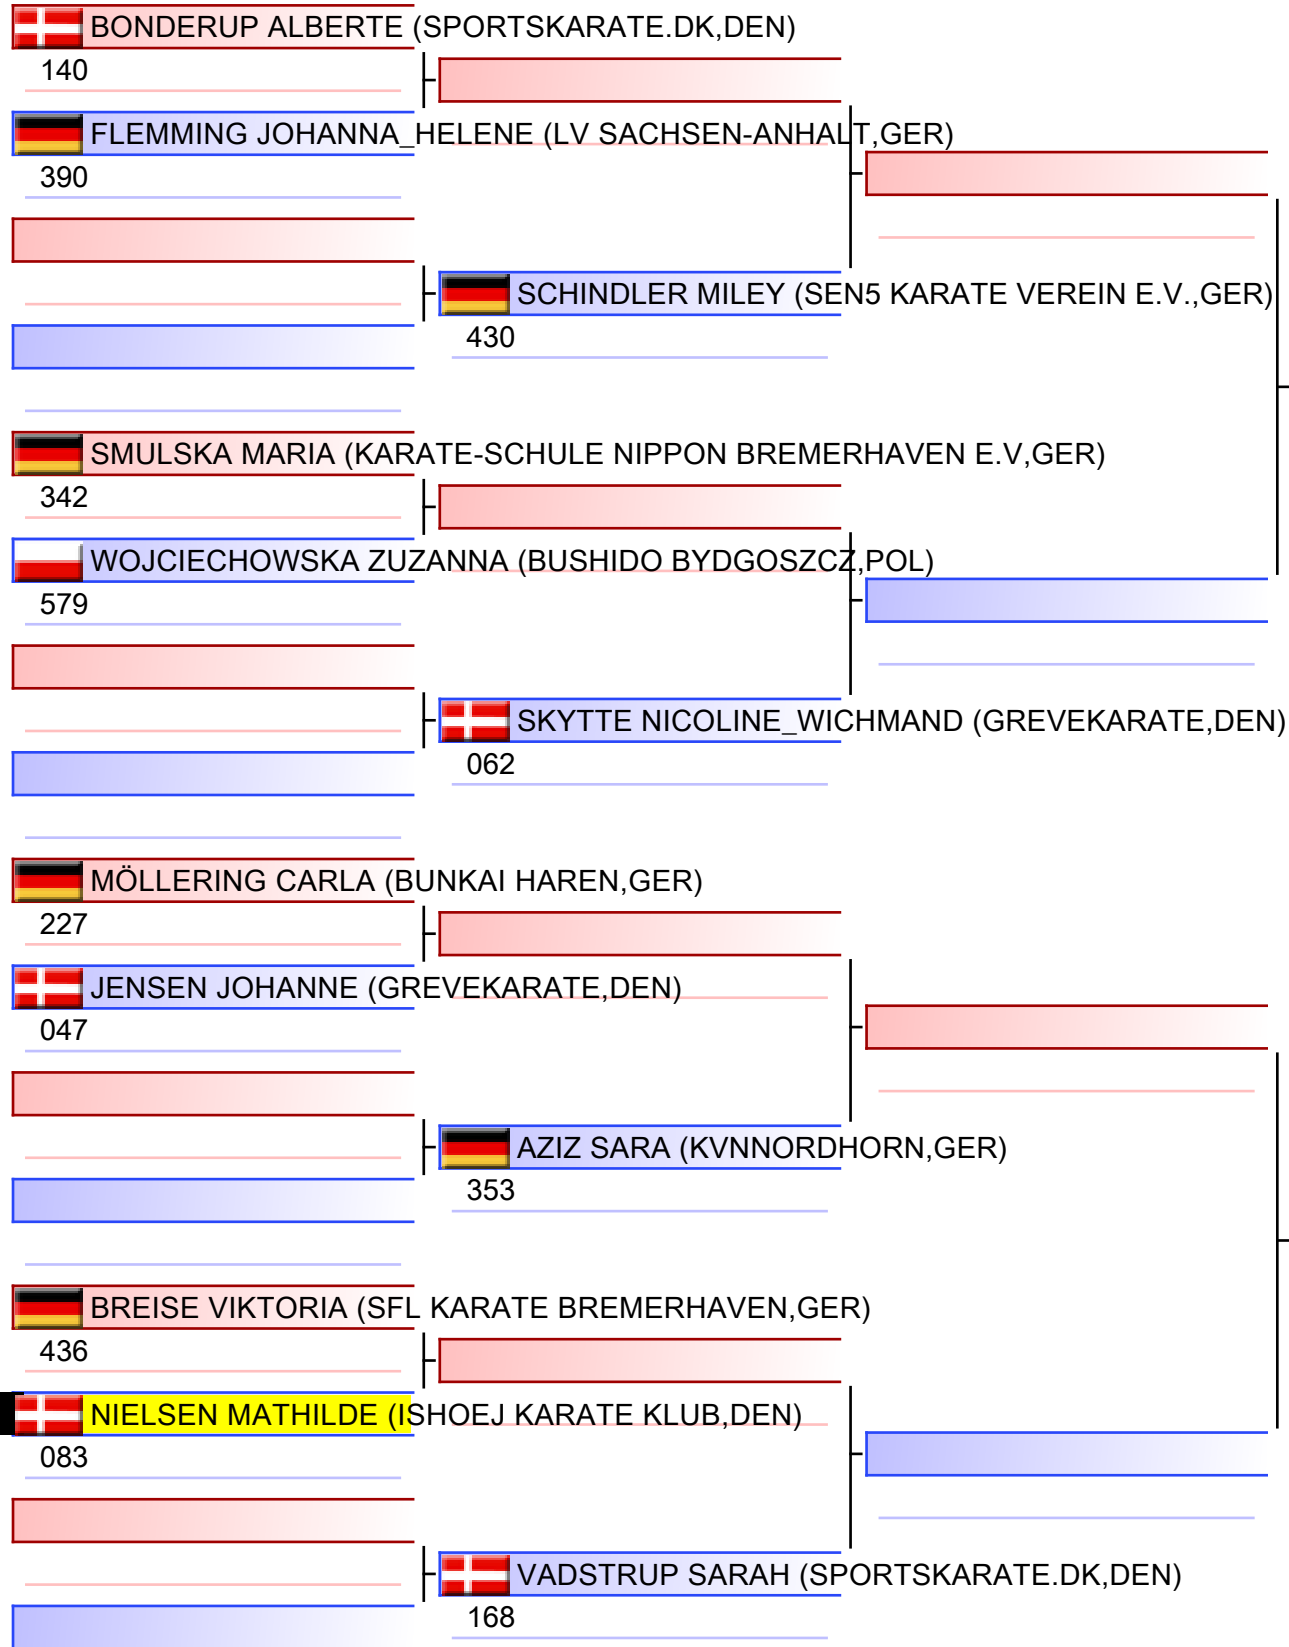 BONDERUP ALBERTE (SPORTSKARATE.DK,DEN)
140
FLEMMING JOHANNA_HELENE (LV SACHSEN-ANHALT,GER)
390
SCHINDLER MILEY (SEN5 KARATE VEREIN E.V.,GER)
430
SMULSKA MARIA (KARATE-SCHULE NIPPON BREMERHAVEN E.V,GER)
342
WOJCIECHOWSKA ZUZANNA (BUSHIDO BYDGOSZCZ,POL)
579
SKYTTE NICOLINE_WICHMAND (GREVEKARATE,DEN)
062
MÖLLERING CARLA (BUNKAI HAREN,GER)
227
JENSEN JOHANNE (GREVEKARATE,DEN)
047
AZIZ SARA (KVNNORDHORN,GER)
353
BREISE VIKTORIA (SFL KARATE BREMERHAVEN,GER)
436
NIELSEN MATHILDE (ISHOEJ KARATE KLUB,DEN)
083
VADSTRUP SARAH (SPORTSKARATE.DK,DEN)
168